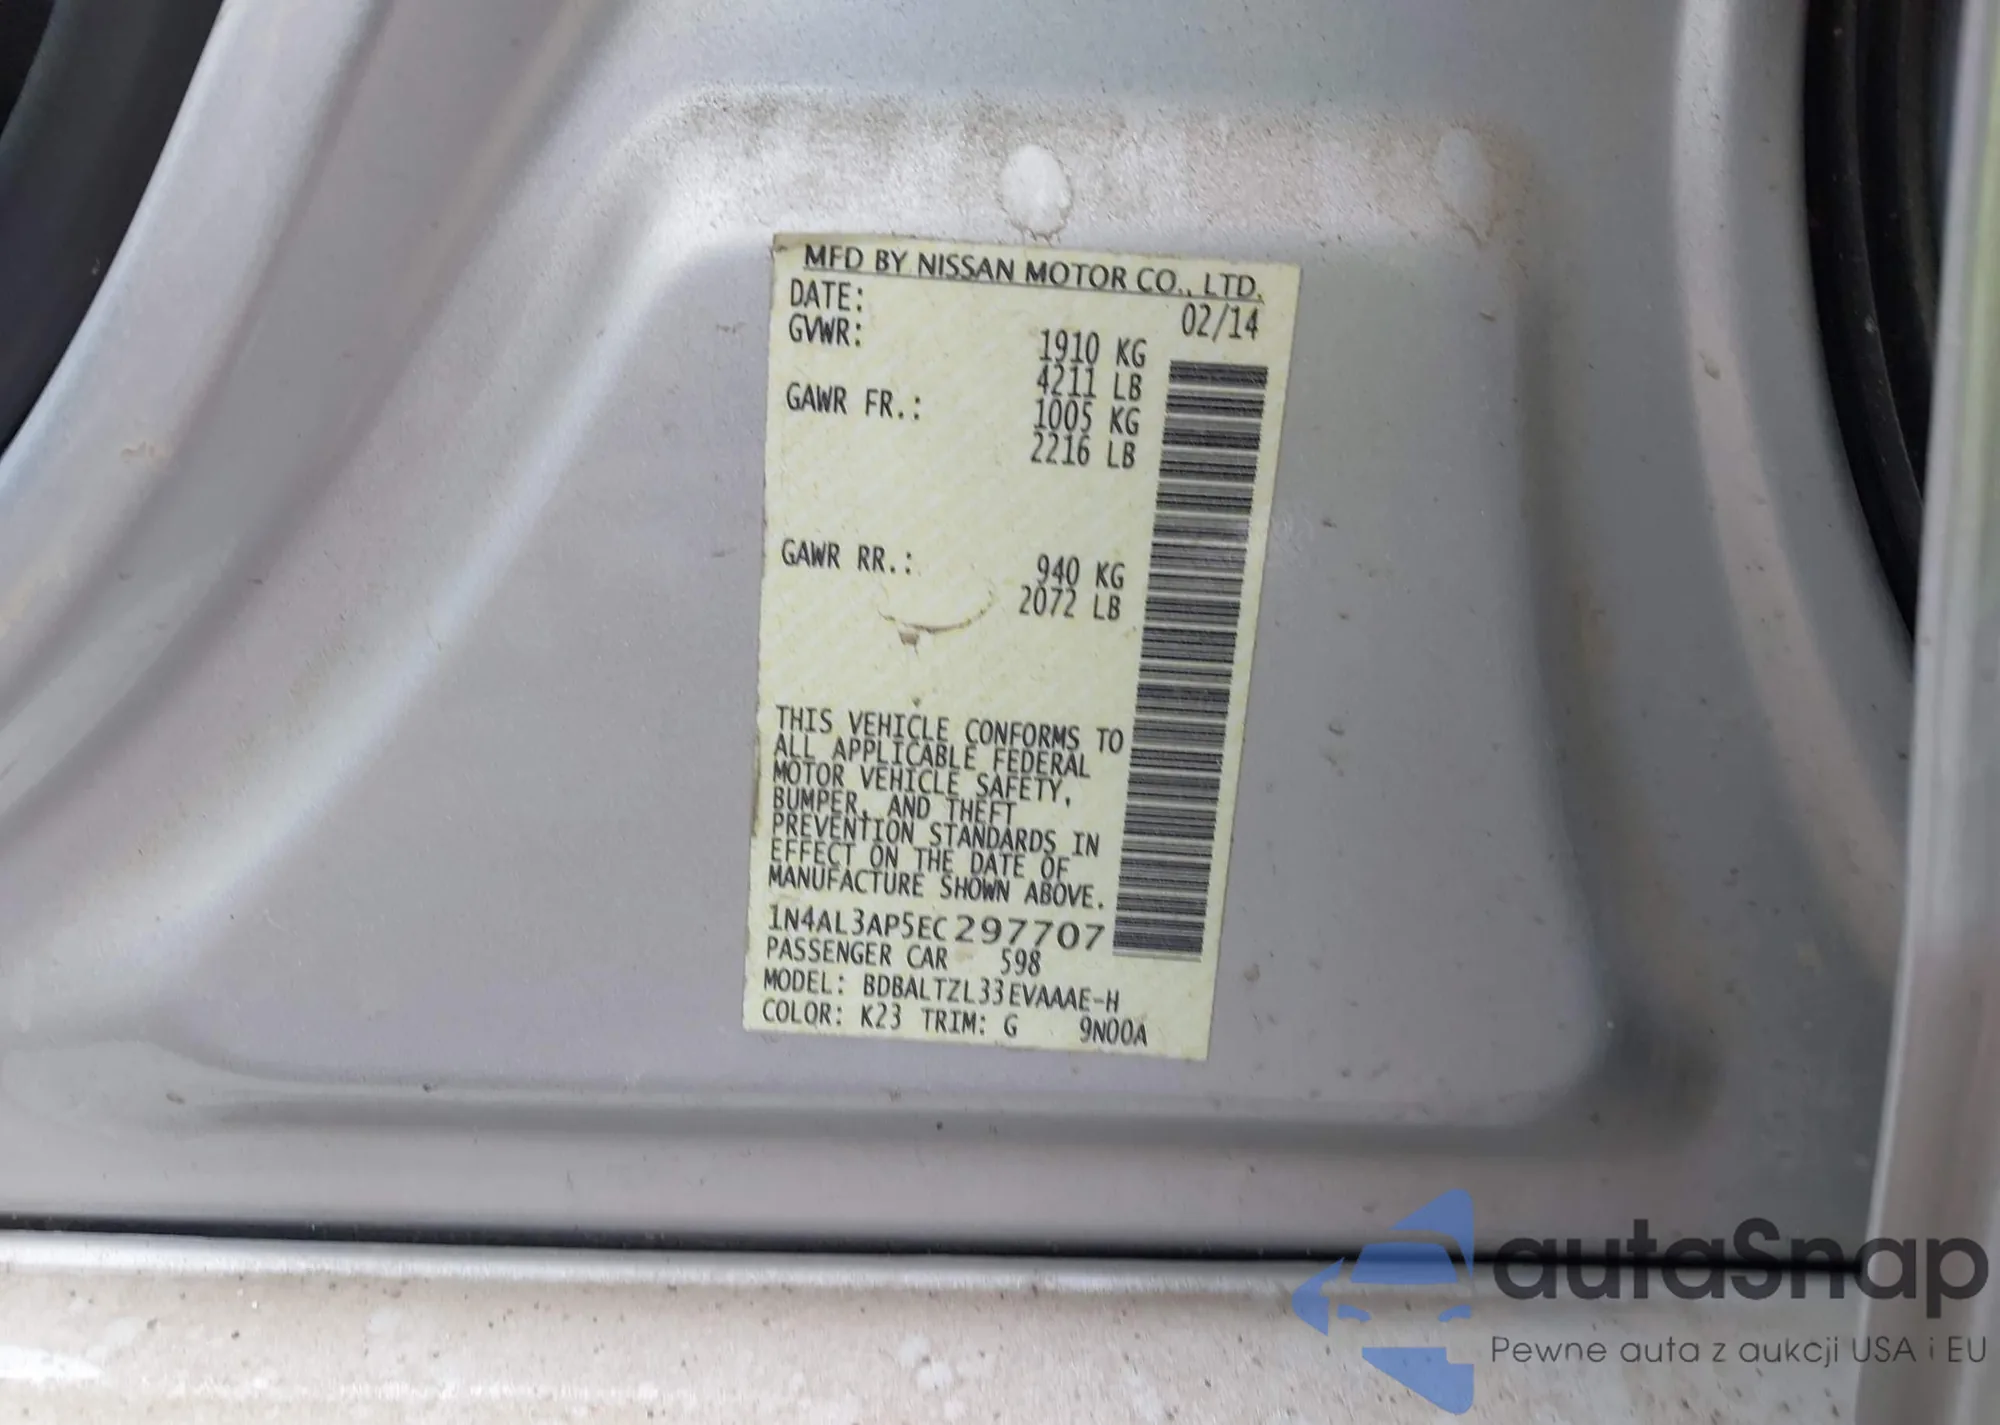 MFD BY NISSAN MOTOR CO., LTD.
DATE: 02/14
GVWR: 1910 KG
4211 LB
GAWR FR.: 1005 KG
2216 LB
GAWR RR.: 940 KG
2072 LB
THIS VEHICLE CONFORMS TO
ALL APPLICABLE FEDERAL
MOTOR VEHICLE SAFETY,
BUMPER, AND THEFT
PREVENTION STANDARDS IN
EFFECT ON THE DATE OF
MANUFACTURE SHOWN ABOVE.
1N4AL3AP5EC297707
PASSENGER CAR 598
MODEL: BDBALTZL33EVAAAE-H
COLOR: K23 TRIM: G 9N00A
autaSnap
Pewne auta z aukcji USA i EU